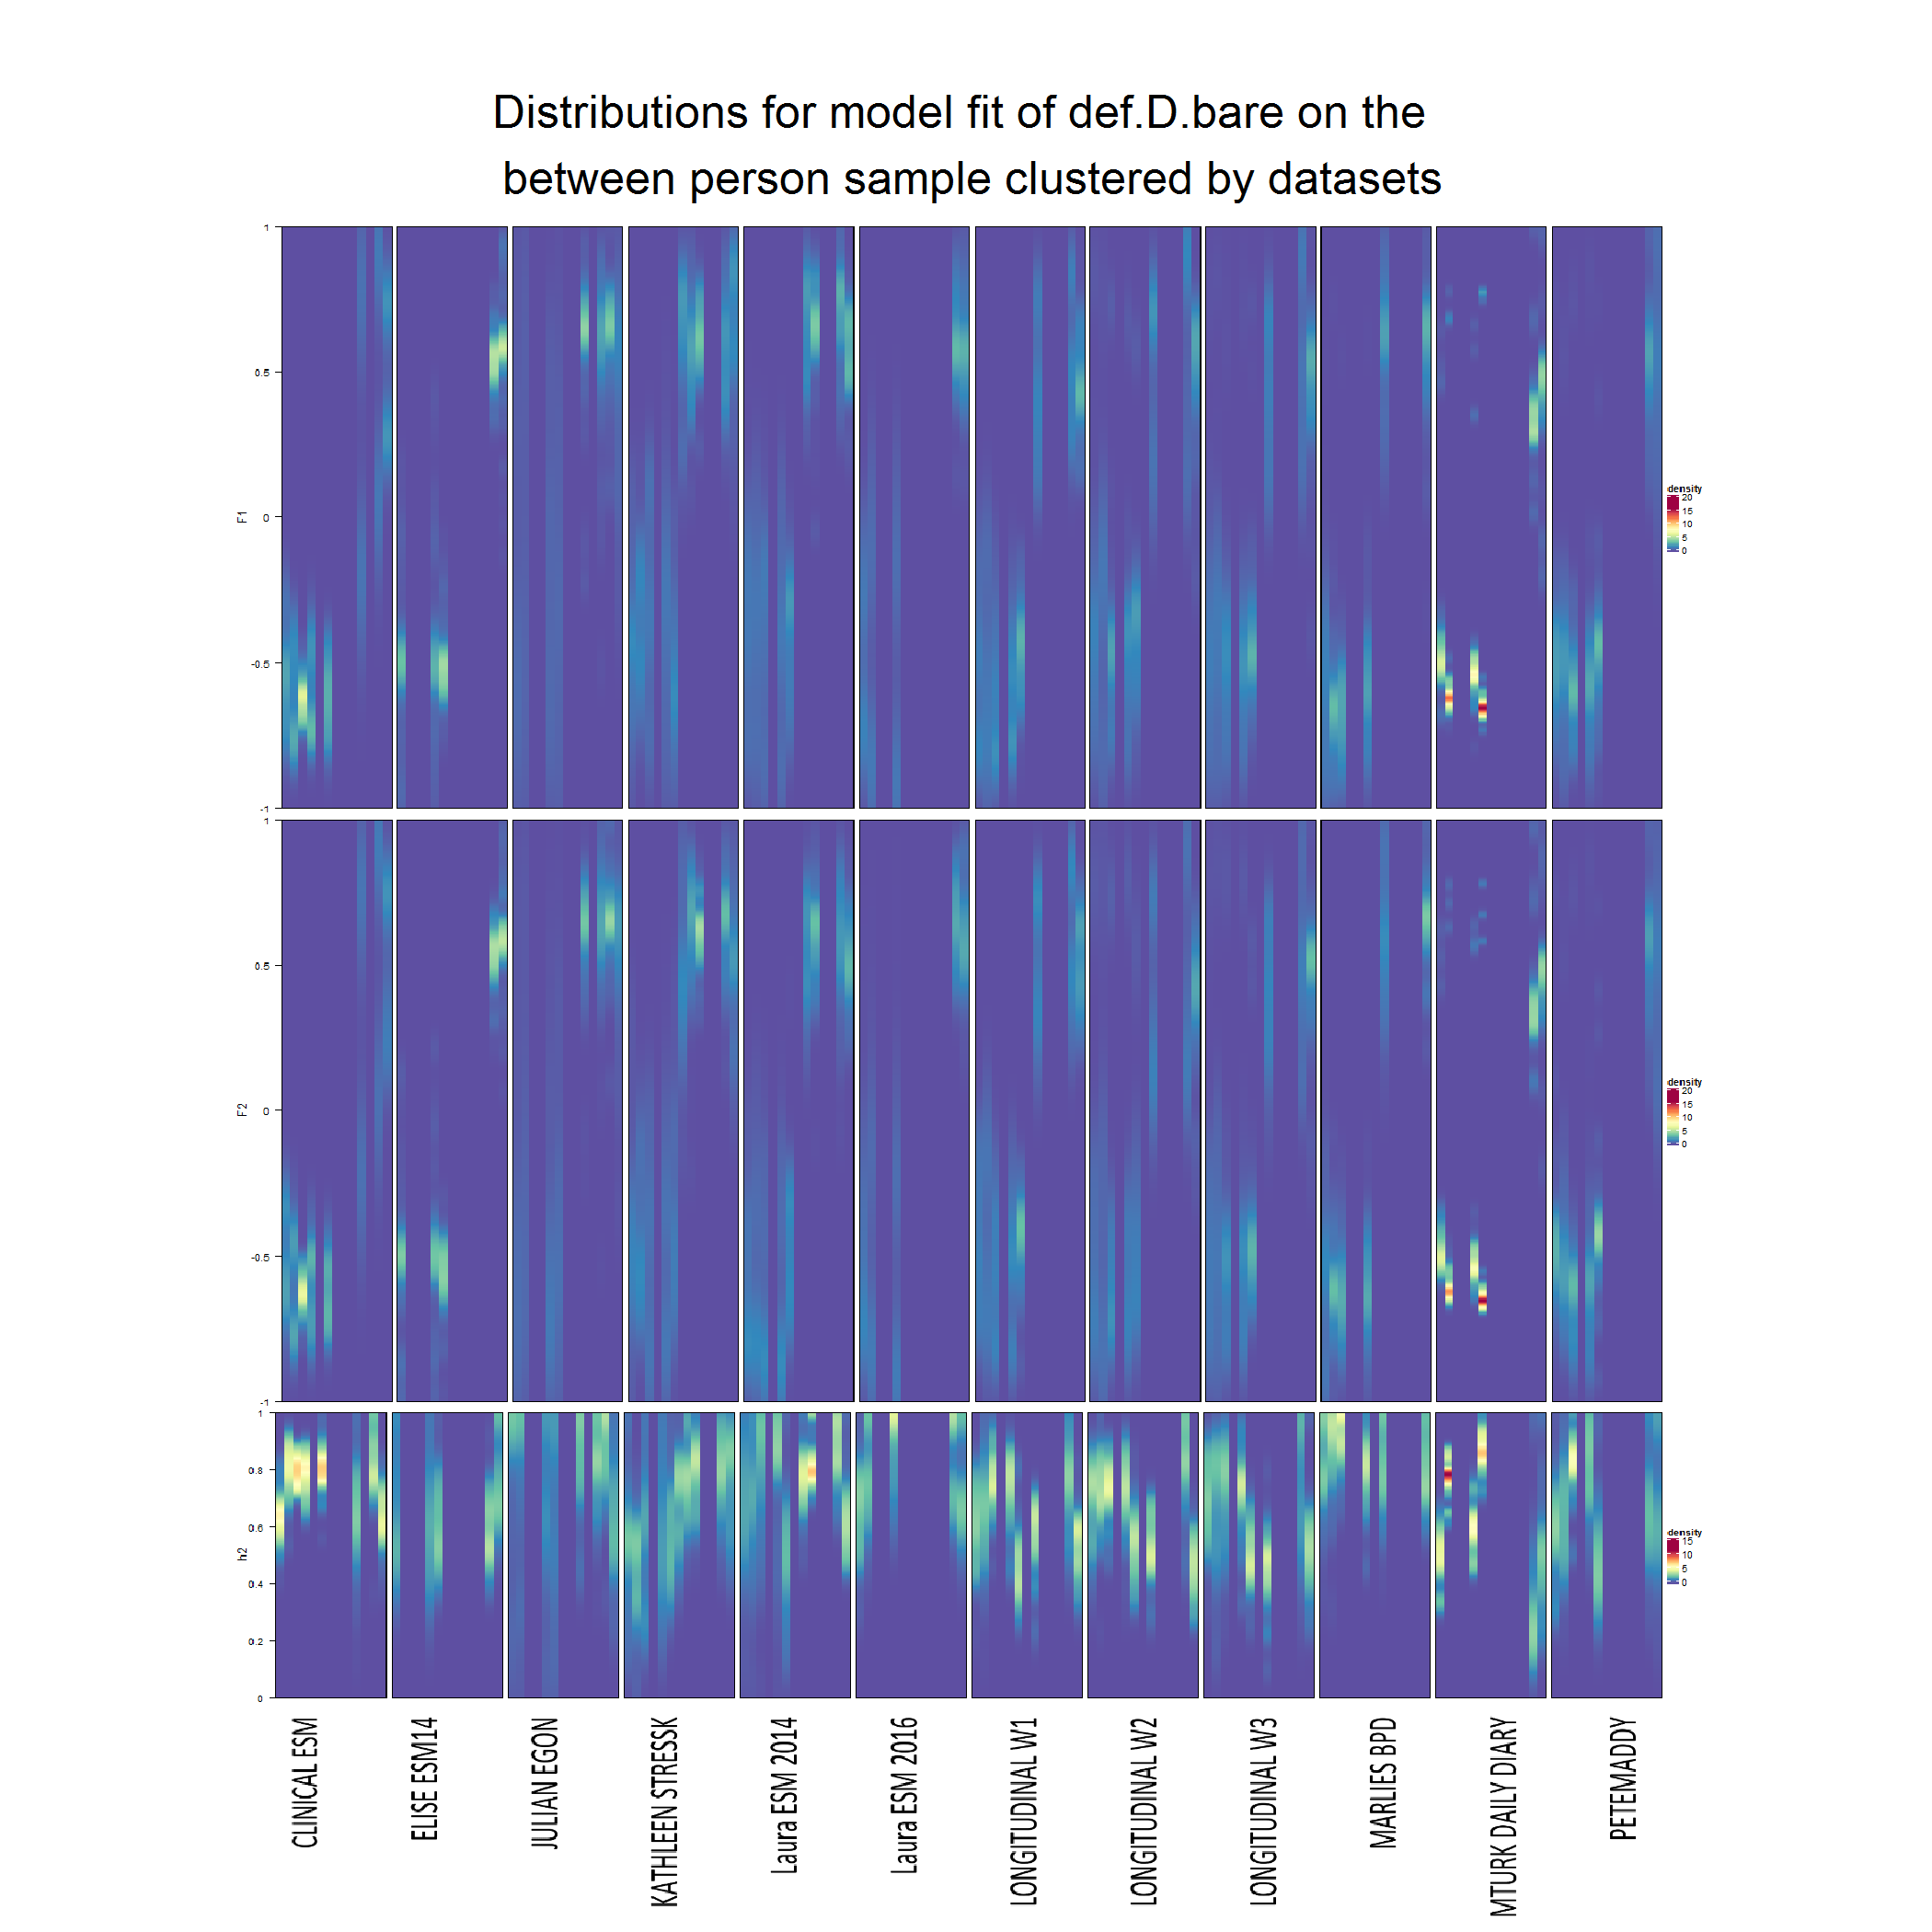 Distributions for model fit of def.D.bare on the
between person sample clustered by datasets
F1
1
0.5
0
-0.5
-1
density
20
15
10
5
0
F2
1
0.5
0
-0.5
-1
density
20
15
10
5
0
h2
1
0.8
0.6
0.4
0.2
0
density
15
10
5
0
CLINICAL ESM
ELISE ESM14
JULIAN EGON
KATHLEEN STRESSK
Laura ESM 2014
Laura ESM 2016
LONGITUDINAL W1
LONGITUDINAL W2
LONGITUDINAL W3
MARLIES BPD
MTURK DAILY DIARY
PETEMADDY